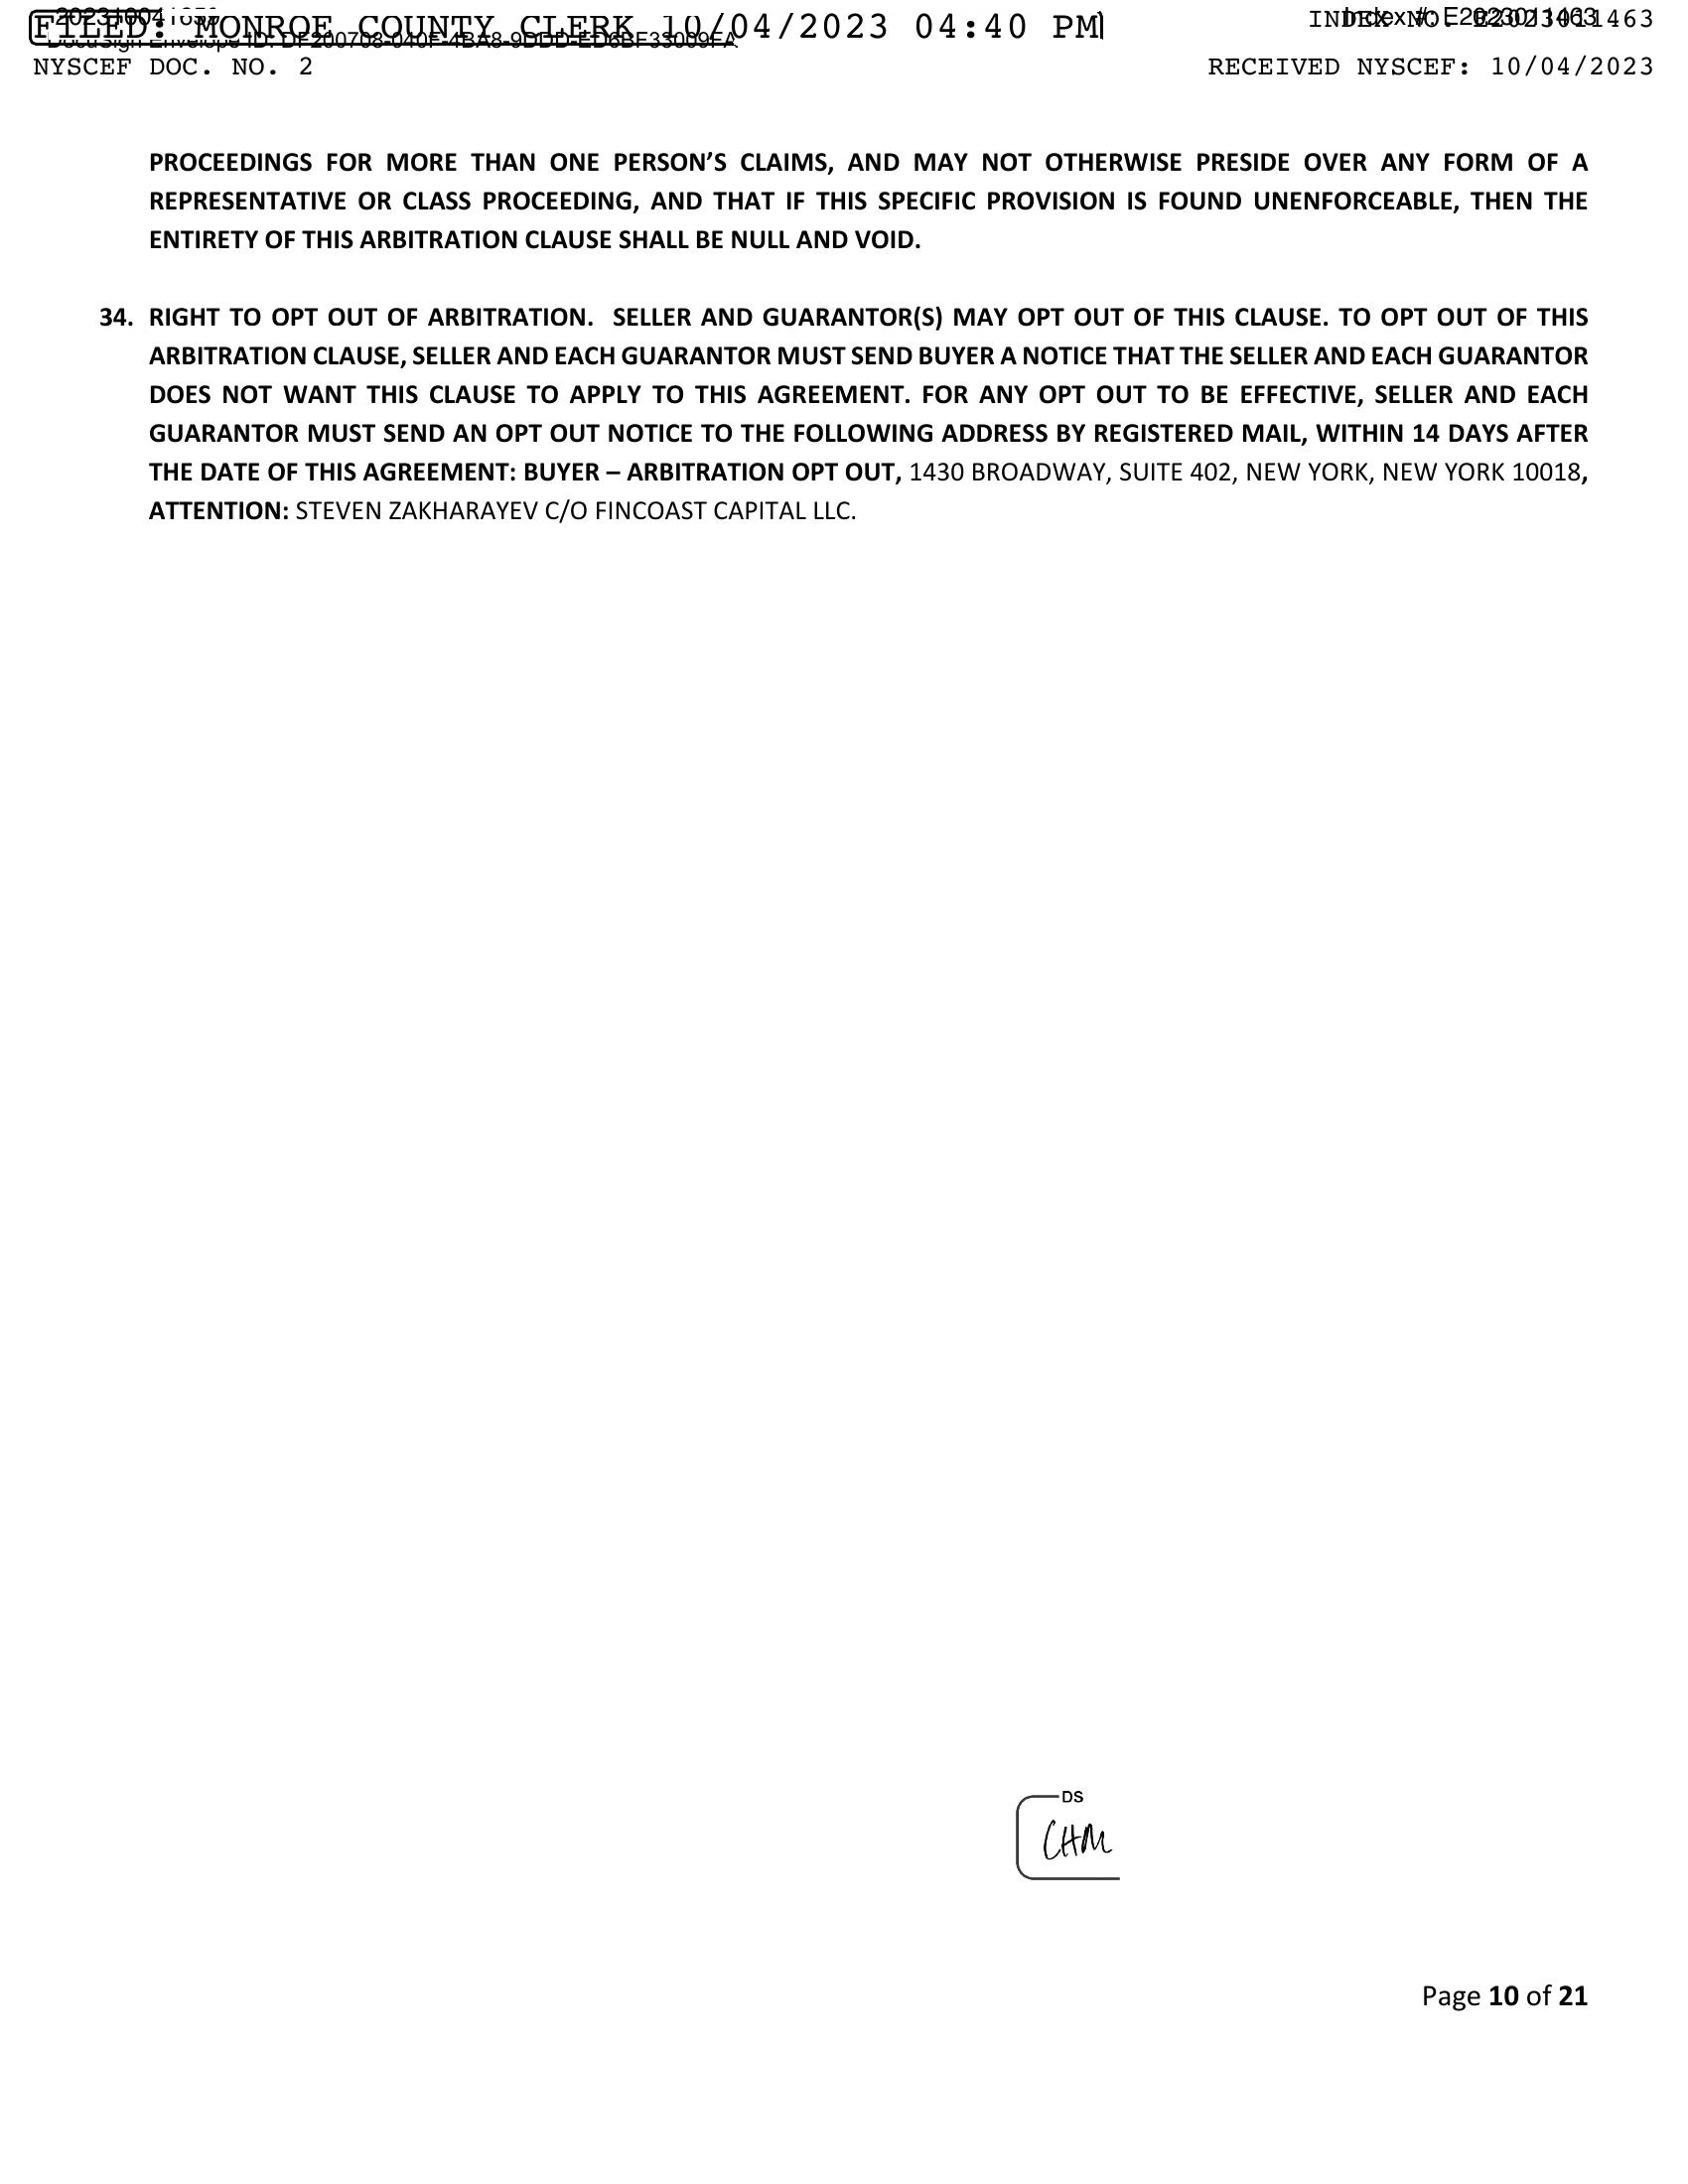 FILED: MONROE COUNTY CLERK 10/04/2023 04:40 PM
INDEX NO. E2023011463
Index #: E2023011463
NYSCEF DOC. NO. 2
RECEIVED NYSCEF: 10/04/2023
PROCEEDINGS FOR MORE THAN ONE PERSON’S CLAIMS, AND MAY NOT OTHERWISE PRESIDE OVER ANY FORM OF A
REPRESENTATIVE OR CLASS PROCEEDING, AND THAT IF THIS SPECIFIC PROVISION IS FOUND UNENFORCEABLE, THEN THE
ENTIRETY OF THIS ARBITRATION CLAUSE SHALL BE NULL AND VOID.
34. RIGHT TO OPT OUT OF ARBITRATION. SELLER AND GUARANTOR(S) MAY OPT OUT OF THIS CLAUSE. TO OPT OUT OF THIS
ARBITRATION CLAUSE, SELLER AND EACH GUARANTOR MUST SEND BUYER A NOTICE THAT THE SELLER AND EACH GUARANTOR
DOES NOT WANT THIS CLAUSE TO APPLY TO THIS AGREEMENT. FOR ANY OPT OUT TO BE EFFECTIVE, SELLER AND EACH
GUARANTOR MUST SEND AN OPT OUT NOTICE TO THE FOLLOWING ADDRESS BY REGISTERED MAIL, WITHIN 14 DAYS AFTER
THE DATE OF THIS AGREEMENT: BUYER – ARBITRATION OPT OUT, 1430 BROADWAY, SUITE 402, NEW YORK, NEW YORK 10018,
ATTENTION: STEVEN ZAKHARAYEV C/O FINCOAST CAPITAL LLC.
DS
CHM
Page 10 of 21